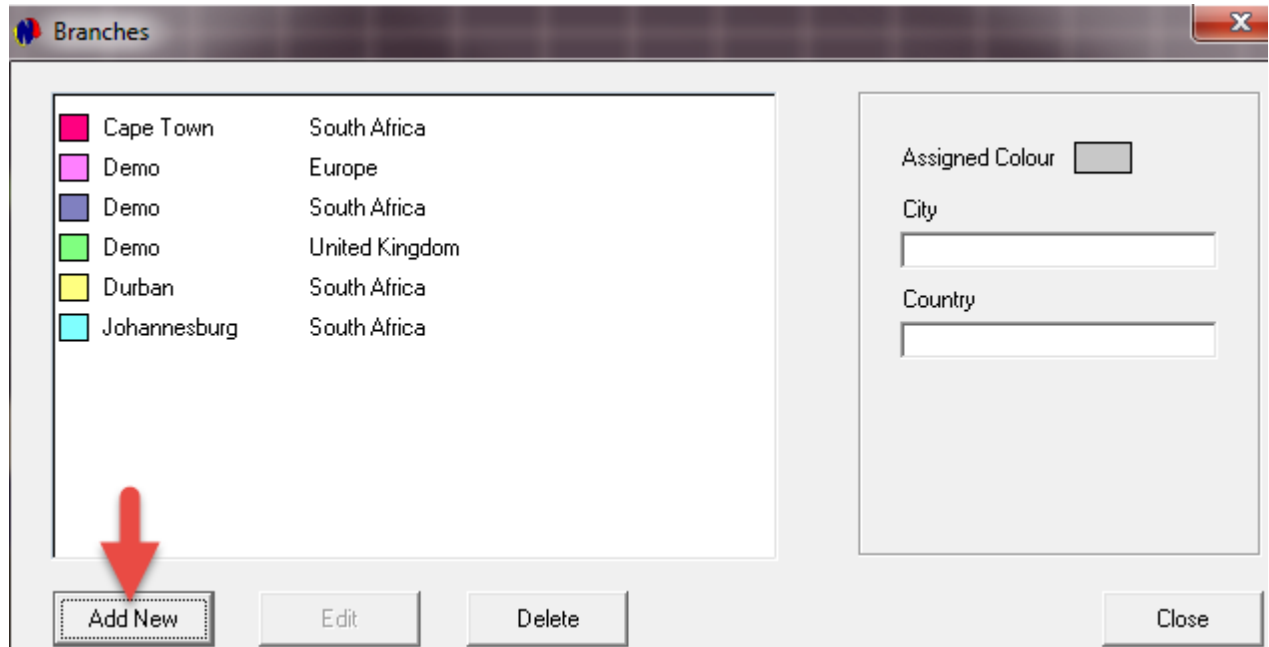 Branches
Cape Town South Africa
Demo Europe
Demo South Africa
Demo United Kingdom
Durban South Africa
Johannesburg South Africa
Assigned Colour
City
Country
Add New Edit Delete Close